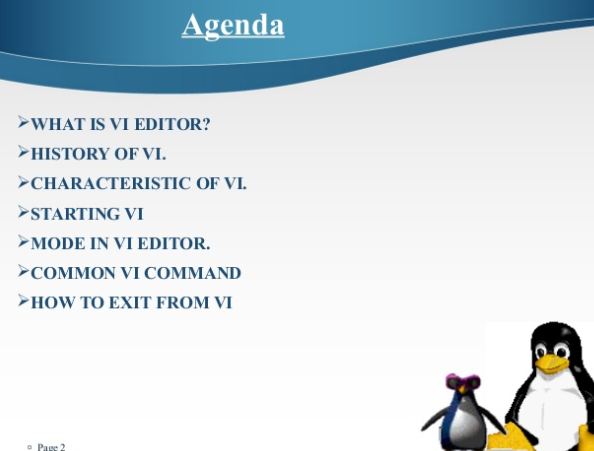 Agenda
➢WHAT IS VI EDITOR?
➢HISTORY OF VI.
➢CHARACTERISTIC OF VI.
➢STARTING VI
➢MODE IN VI EDITOR.
➢COMMON VI COMMAND
➢HOW TO EXIT FROM VI
○ Page 2